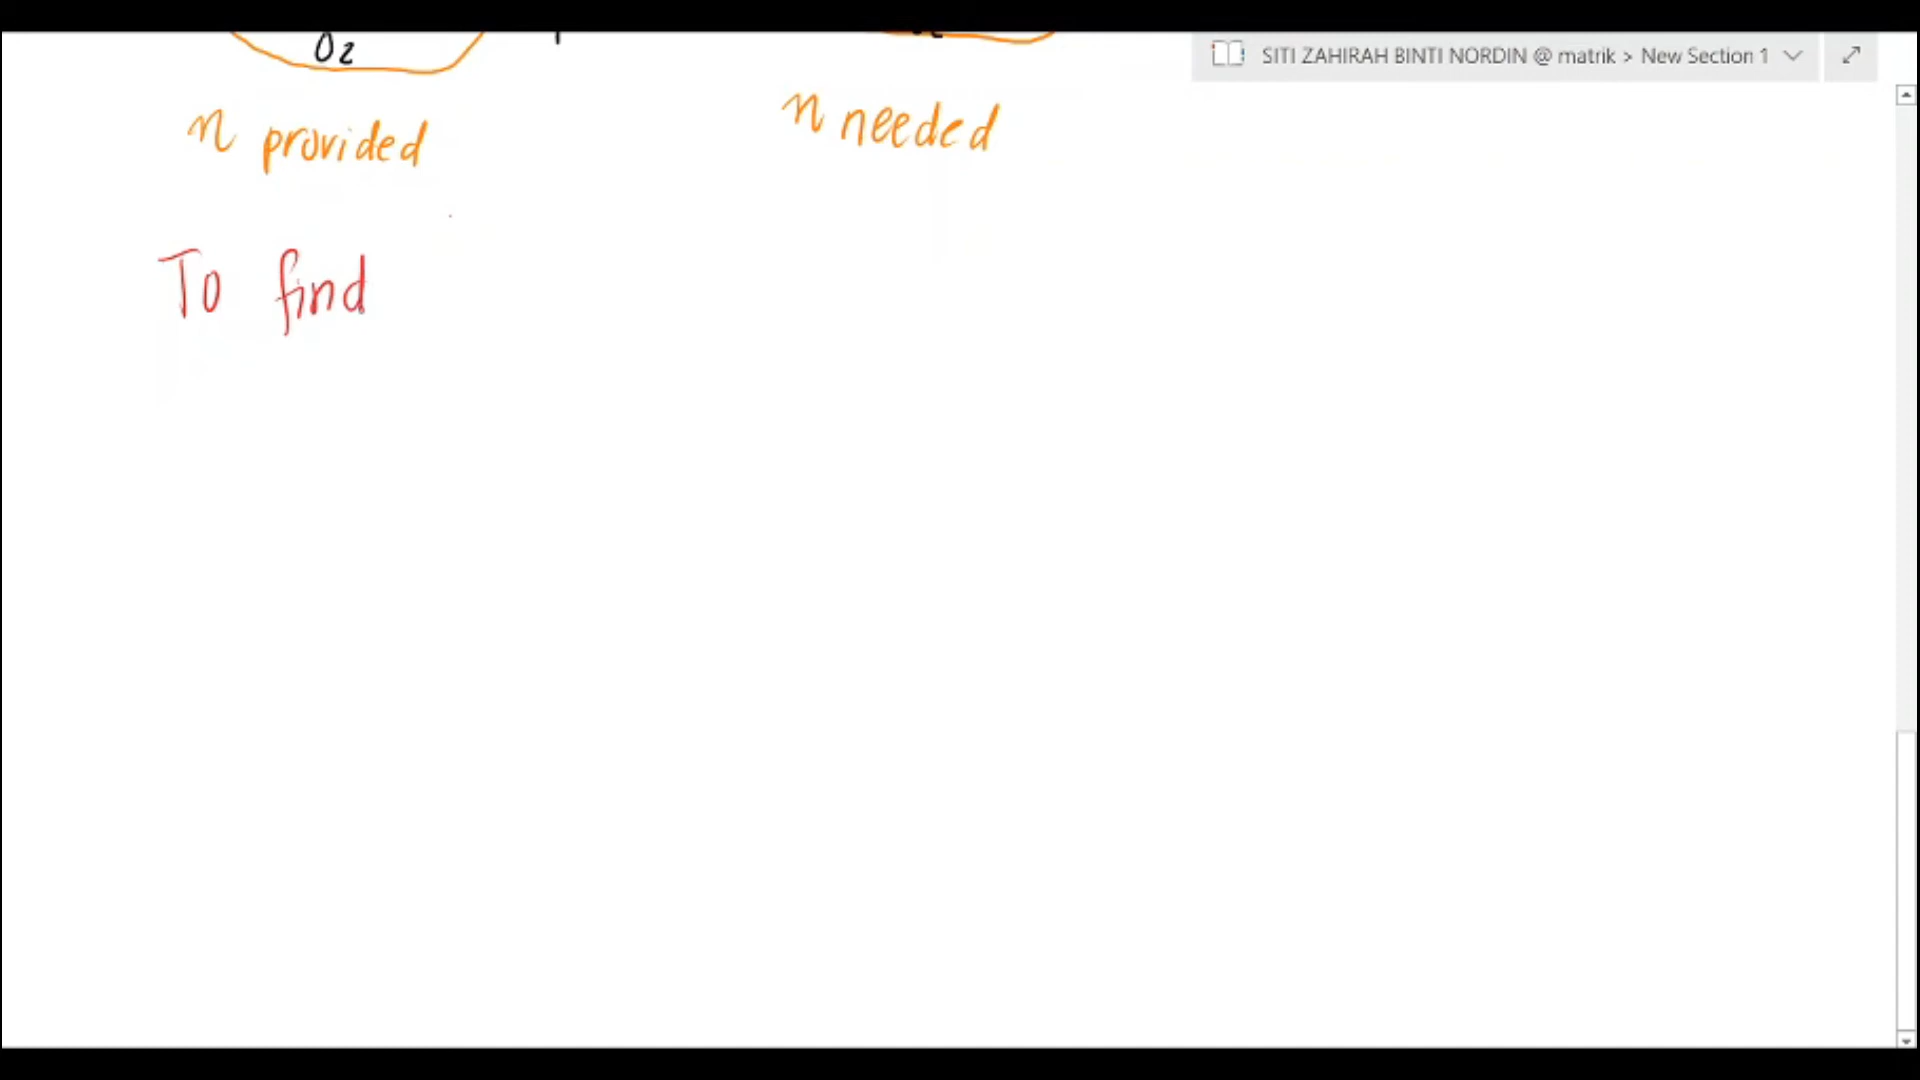 O2
SITI ZAHIRAH BINTI NORDIN @ matrik > New Section 1
n provided
n needed
To find